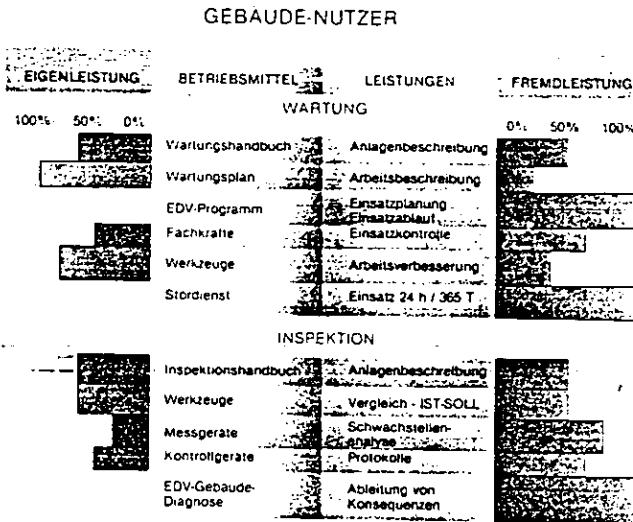 GEBÄUDE-NUTZER
EIGENLEISTUNG BETRIEBSMITTEL LEISTUNGEN FREMDLEISTUNG
WARTUNG
100% 50% 0% 0% 50% 100%
Wartungshandbuch Anlagenbeschreibung
Wartungsplan Arbeitsbeschreibung
EDV-Programm Einsatzplanung
Einsatzablauf
Fachkräfte Einsatzkontrolle
Werkzeuge Arbeitsverbesserung
Stordienst Einsatz 24 h / 365 T
INSPEKTION
Inspektionshandbuch Anlagenbeschreibung
Werkzeuge Vergleich - IST-SOLL
Messgeräte Schwachstellen-
analyse
Kontrollgeräte Protokolle
EDV-Gebäude- Ableitung von
Diagnose Konsequenzen